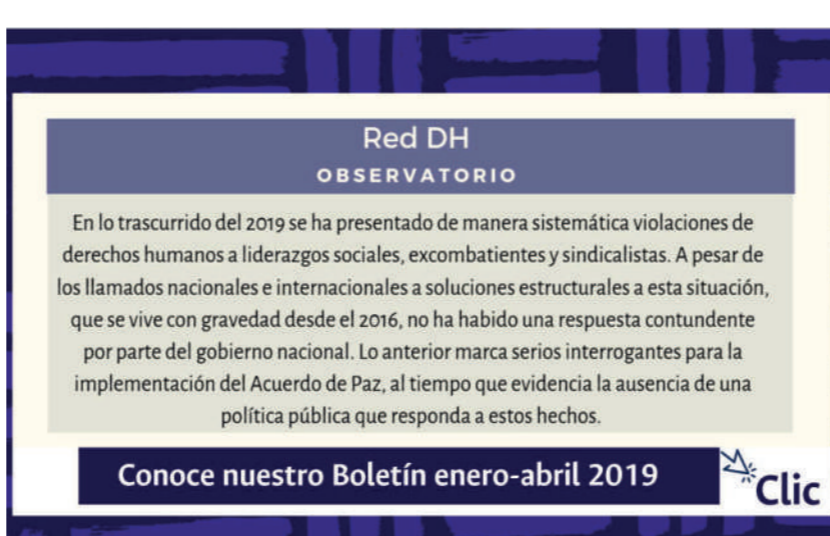 Red DH
OBSERVATORIO
En lo trascurrido del 2019 se ha presentado de manera sistemática violaciones de
derechos humanos a liderazgos sociales, excombatientes y sindicalistas. A pesar de
los llamados nacionales e internacionales a soluciones estructurales a esta situación,
que se vive con gravedad desde el 2016, no ha habido una respuesta contundente
por parte del gobierno nacional. Lo anterior marca serios interrogantes para la
implementación del Acuerdo de Paz, al tiempo que evidencia la ausencia de una
política pública que responda a estos hechos.
Conoce nuestro Boletín enero-abril 2019
Clic